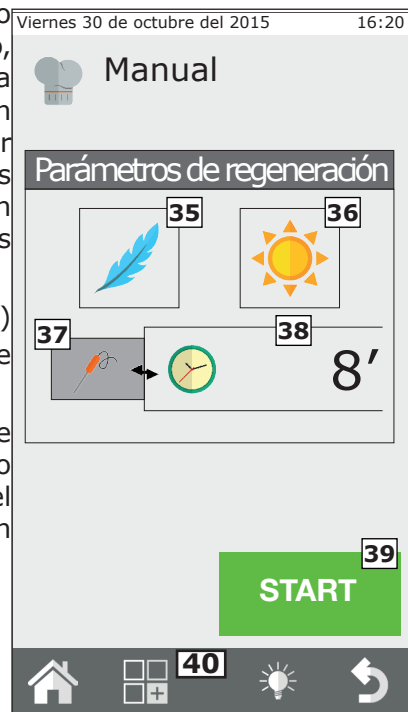 Viernes 30 de octubre del 2015 16:20
Manual
Parámetros de regeneración
35 36
37 38
8′
39
START
40